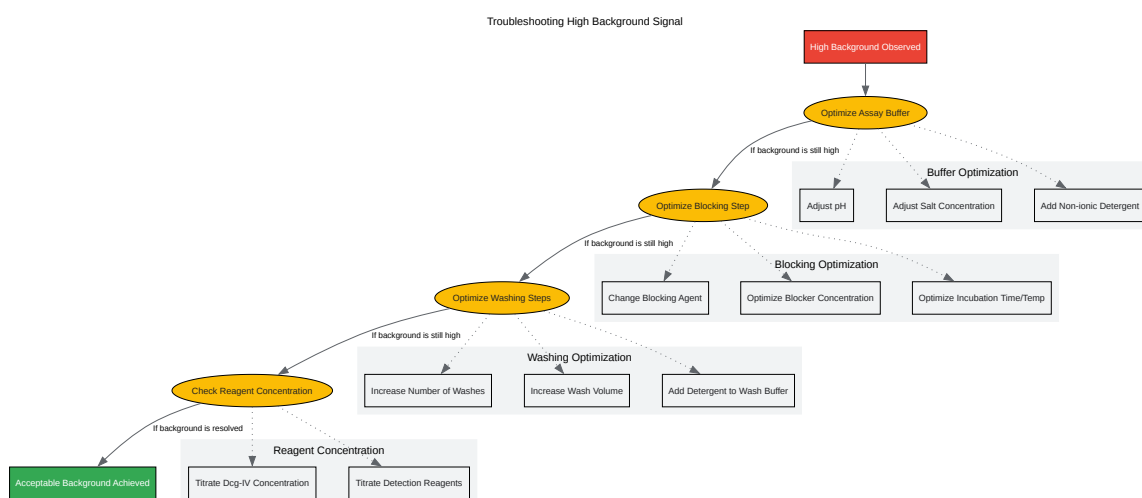 Troubleshooting High Background Signal
High Background Observed
Optimize Assay Buffer
If background is still high
Buffer Optimization
Adjust pH
Adjust Salt Concentration
Add Non-ionic Detergent
Optimize Blocking Step
If background is still high
Blocking Optimization
Change Blocking Agent
Optimize Blocker Concentration
Optimize Incubation Time/Temp
Optimize Washing Steps
If background is still high
Washing Optimization
Increase Number of Washes
Increase Wash Volume
Add Detergent to Wash Buffer
Check Reagent Concentration
If background is resolved
Reagent Concentration
Acceptable Background Achieved
Titrate Dcg-IV Concentration
Titrate Detection Reagents